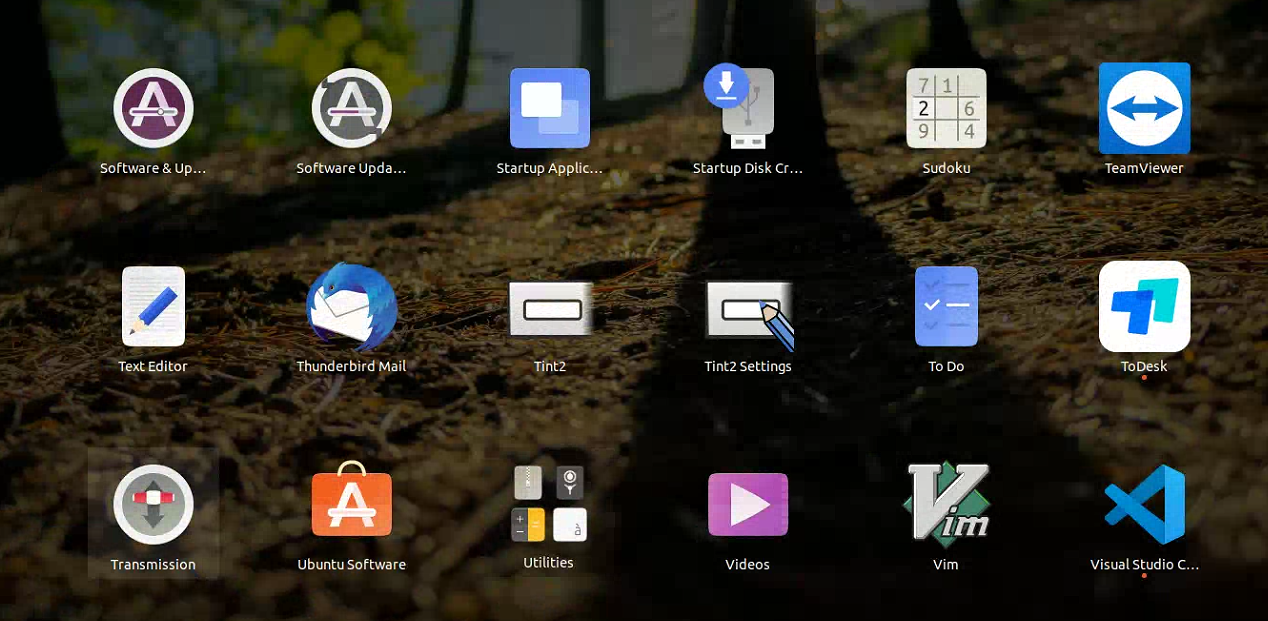 Software & Up...
Software Upda...
Startup Applic...
Startup Disk Cr...
Sudoku
TeamViewer
7 1
2 6
9 4
Text Editor
Thunderbird Mail
Tint2
Tint2 Settings
To Do
ToDesk
Transmission
Ubuntu Software
Utilities
Videos
Vim
Vim
Visual Studio C...